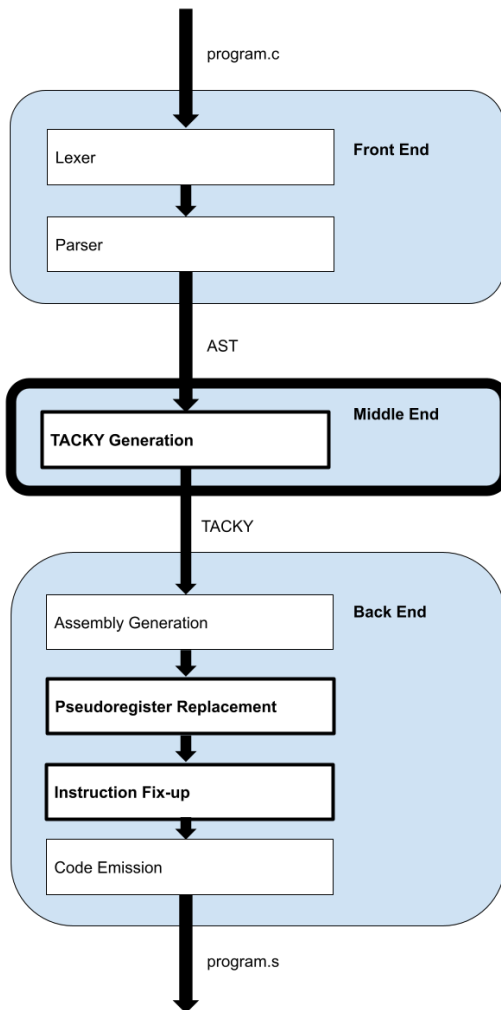 program.c
Front End
Lexer
Parser
AST
Middle End
TACKY Generation
TACKY
Back End
Assembly Generation
Pseudoregister Replacement
Instruction Fix-up
Code Emission
program.s